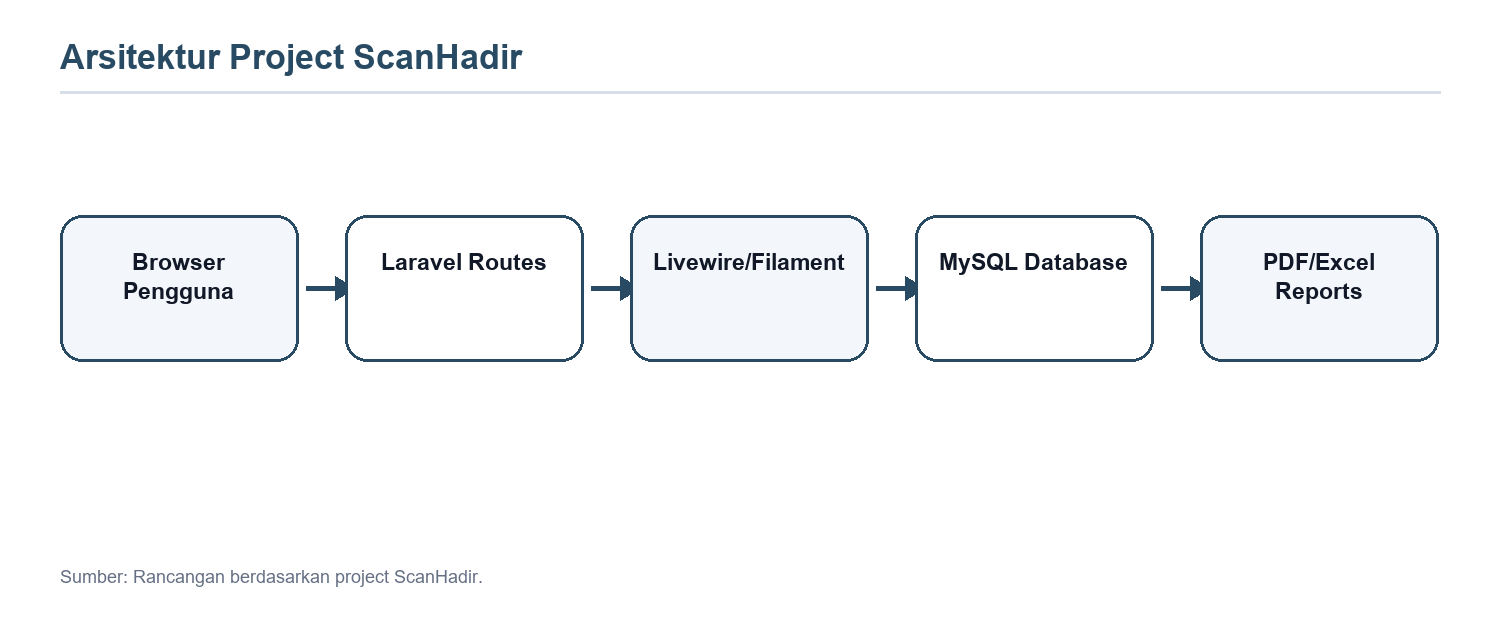 Arsitektur Project ScanHadir
Browser
Pengguna
Laravel Routes
Livewire/Filament
MySQL Database
PDF/Excel
Reports
Sumber: Rancangan berdasarkan project ScanHadir.